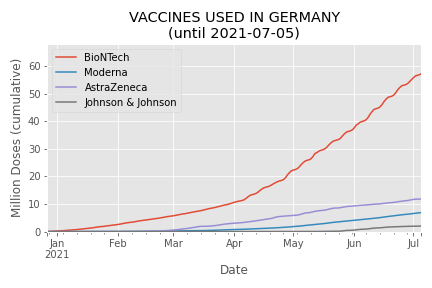 VACCINES USED IN GERMANY
(until 2021-07-05)
Million Doses (cumulative)
60
50
40
30
20
10
0
BioNTech
Moderna
AstraZeneca
Johnson & Johnson
Jan Feb Mar Apr May Jun Jul
2021
Date